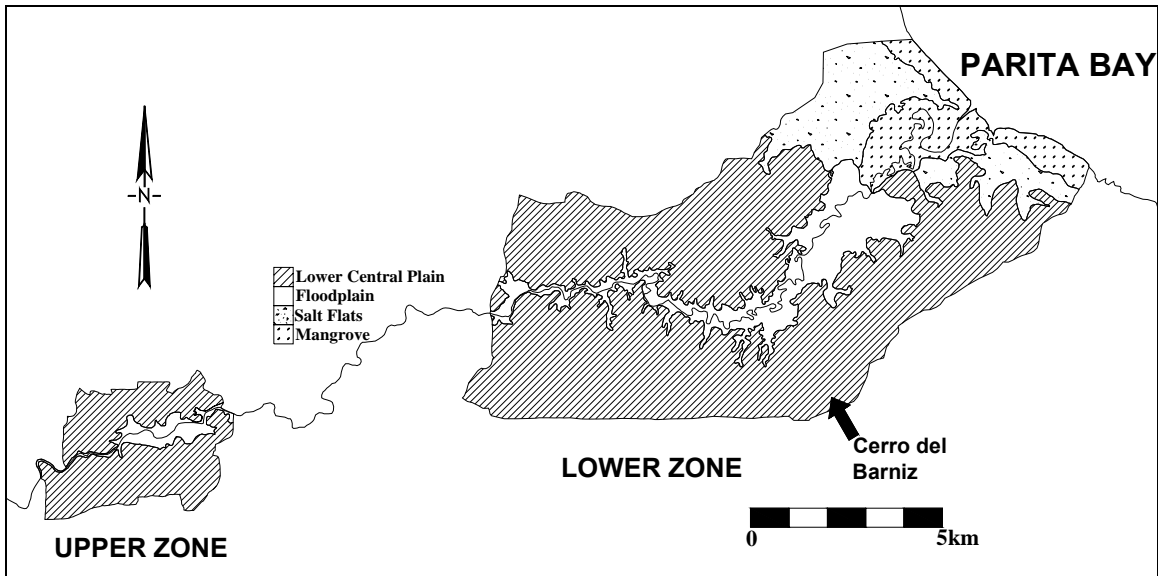 PARITA BAY
-N-
Lower Central Plain
Floodplain
Salt Flats
Mangrove
Cerro del
Barniz
LOWER ZONE
0 5km
UPPER ZONE